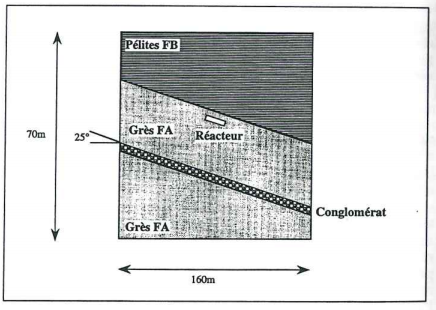 Pélites FB
Grès FA
Réacteur
70m
25°
Conglomérat
Grès FA
160m